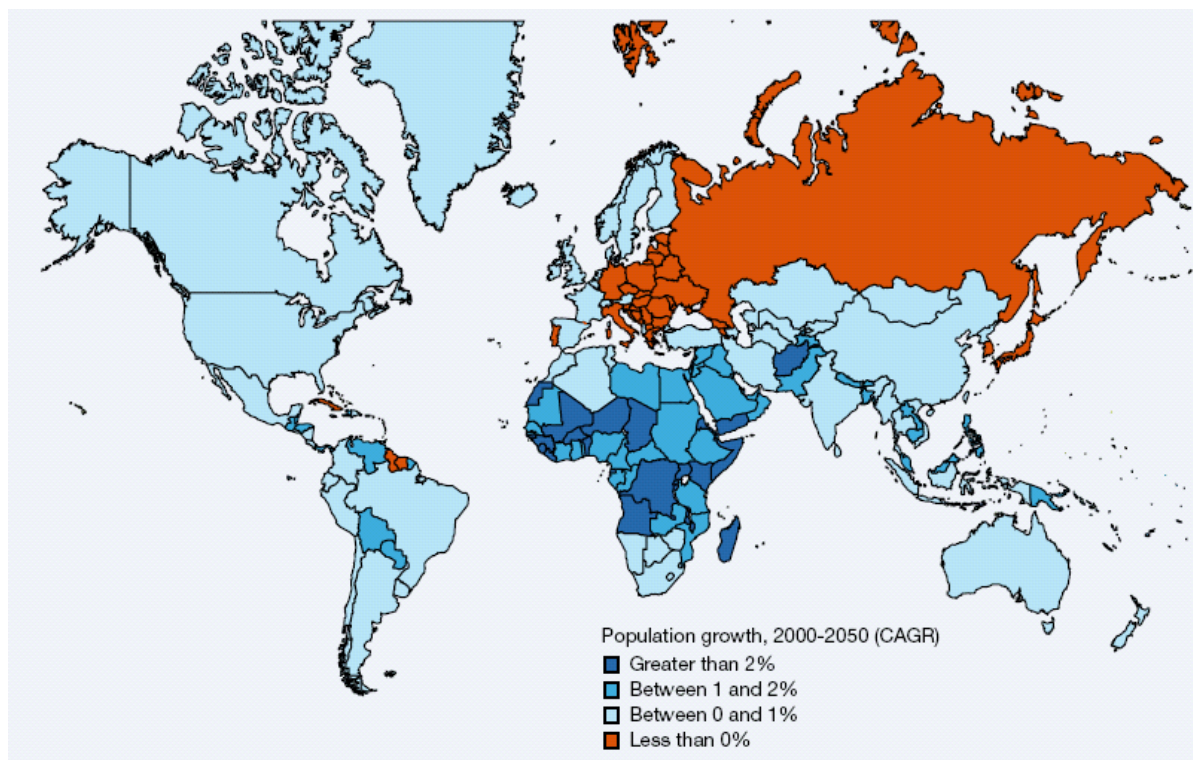 Population growth, 2000-2050 (CAGR)
Greater than 2%
Between 1 and 2%
Between 0 and 1%
Less than 0%